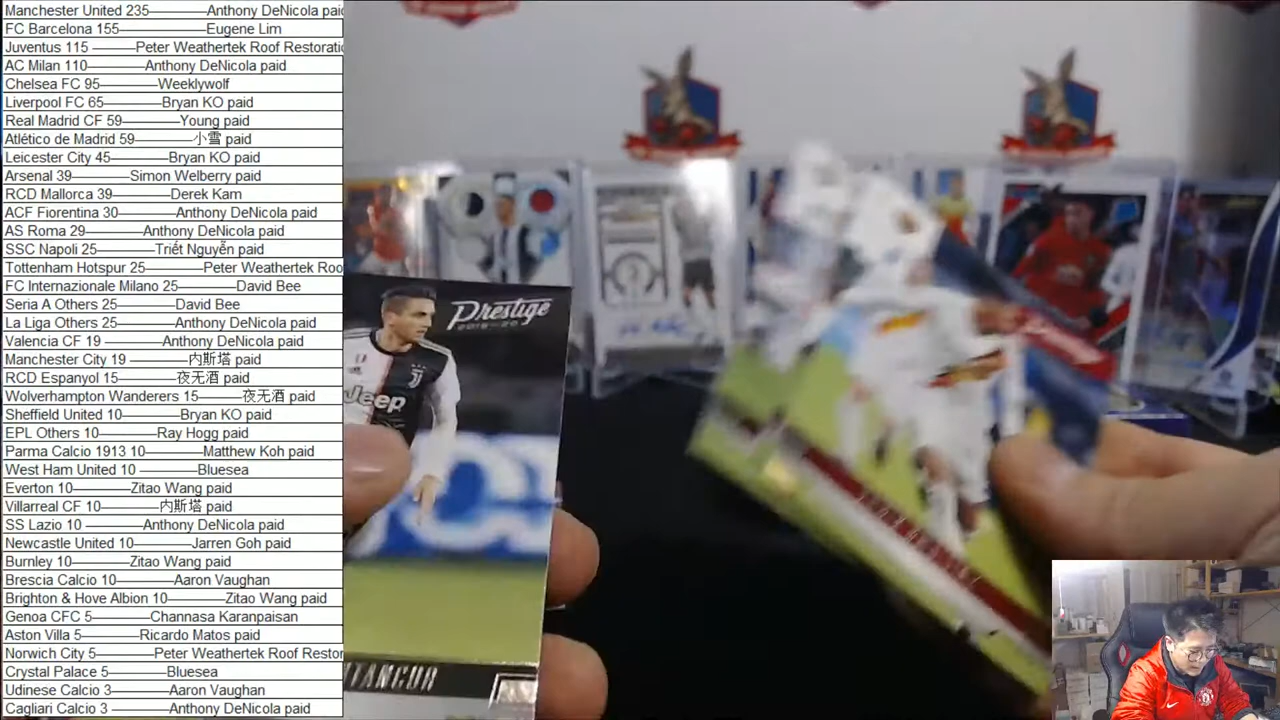 Manchester United 235————Anthony DeNicola paid
FC Barcelona 155—————Eugene Lim
Juventus 115 ————Peter Weathertek Roof Restorati
AC Milan 110————Anthony DeNicola paid
Chelsea FC 95————Weeklywolf
Liverpool FC 65————Bryan KO paid
Real Madrid CF 59————Young paid
Atlético de Madrid 59————小雪 paid
Leicester City 45————Bryan KO paid
Arsenal 39————Simon Welberry paid
RCD Mallorca 39————Derek Kam
ACF Fiorentina 30————Anthony DeNicola paid
AS Roma 29————Anthony DeNicola paid
SSC Napoli 25————Triết Nguyễn paid
Tottenham Hotspur 25————Peter Weathertek Roo
FC Internazionale Milano 25————David Bee
Seria A Others 25————David Bee
La Liga Others 25————Anthony DeNicola paid
Valencia CF 19 ————Anthony DeNicola paid
Manchester City 19 ————内斯塔 paid
RCD Espanyol 15————夜无酒 paid
Wolverhampton Wanderers 15————夜无酒 paid
Sheffield United 10————Bryan KO paid
EPL Others 10————Ray Hogg paid
Parma Calcio 1913 10————Matthew Koh paid
West Ham United 10 ————Bluesea
Everton 10————Zitao Wang paid
Villarreal CF 10————内斯塔 paid
SS Lazio 10 ————Anthony DeNicola paid
Newcastle United 10————Jarren Goh paid
Burnley 10————Zitao Wang paid
Brescia Calcio 10————Aaron Vaughan
Brighton & Hove Albion 10————Zitao Wang paid
Genoa CFC 5————Channasa Karanpaisan
Aston Villa 5————Ricardo Matos paid
Norwich City 5————Peter Weathertek Roof Restor
Crystal Palace 5————Bluesea
Udinese Calcio 3 ————Aaron Vaughan
Cagliari Calcio 3 ————Anthony DeNicola paid
Prestige
2019-20
Jeep
NTANCUR